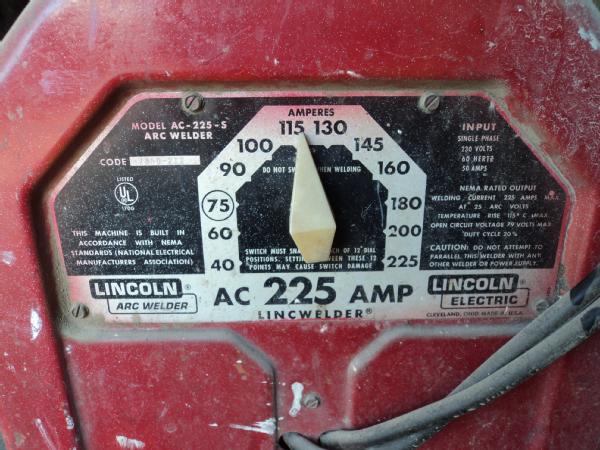 MODEL AC-225-S
ARC WELDER
CODE
LISTED
UL
170G
THIS MACHINE IS BUILT IN
ACCORDANCE WITH NEMA
STANDARDS (NATIONAL ELECTRICAL
MANUFACTURERS ASSOCIATION)
LINCOLN®
ARC WELDER
AMPERES
115 130
100 145
90 160
75 180
60 200
40 225
DO NOT WHEN WELDING
SWITCH MUST EACH OF 12 DIAL
POSITIONS. BETWEEN THESE 12
POINTS MAY CAUSE SWITCH DAMAGE
AC 225 AMP
LINCWELDER®
INPUT
SINGLE PHASE
230 VOLTS
60 HERTZ
50 AMPS
NEMA RATED OUTPUT
WELDING CURRENT 225 AMPS MAX
AT 25 ARC VOLTS
TEMPERATURE RISE 115° C MAX
OPEN CIRCUIT VOLTAGE 79 VOLTS MAX
DUTY CYCLE 20%
CAUTION: DO NOT ATTEMPT TO
PARALLEL THIS WELDER WITH ANY
OTHER WELDER OR POWER SUPPLY.
LINCOLN®
ELECTRIC
CLEVELAND, OHIO MADE IN U.S.A.